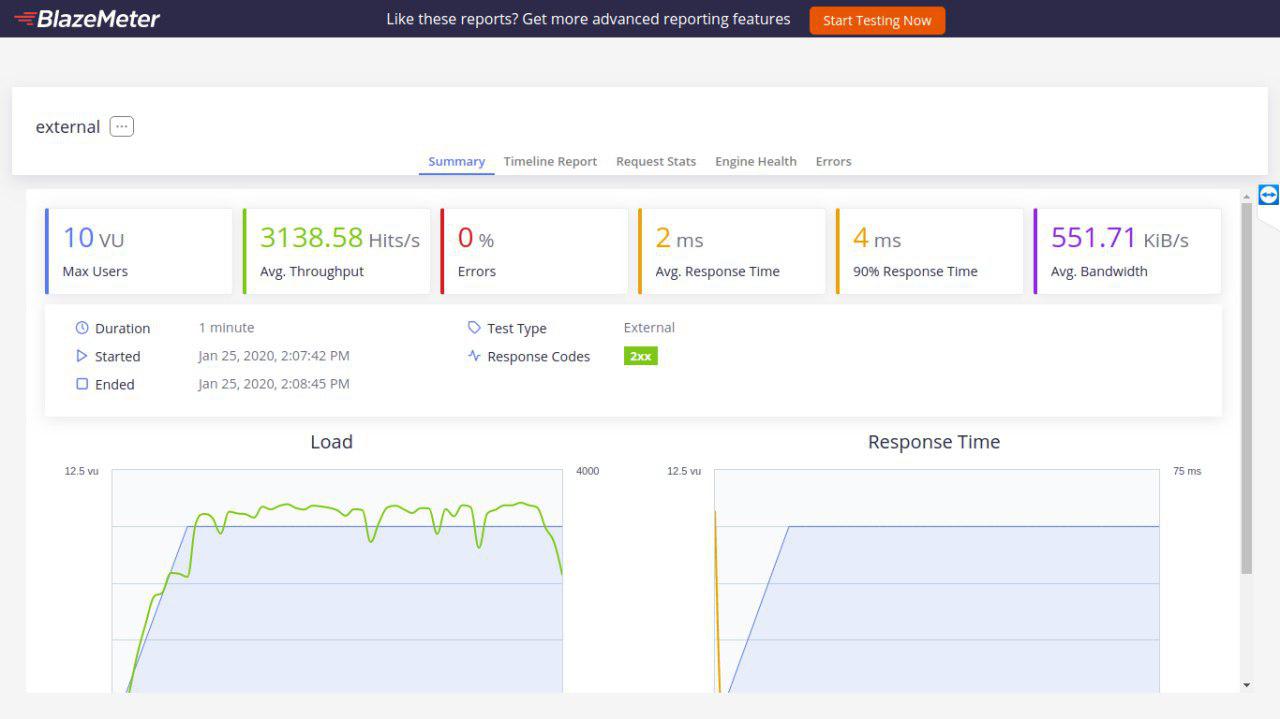 BlazeMeter
Like these reports? Get more advanced reporting features
Start Testing Now
external
Summary Timeline Report Request Stats Engine Health Errors
10 VU
Max Users
3138.58 Hits/s
Avg. Throughput
0 %
Errors
2 ms
Avg. Response Time
4 ms
90% Response Time
551.71 KiB/s
Avg. Bandwidth
Duration 1 minute
Started Jan 25, 2020, 2:07:42 PM
Ended Jan 25, 2020, 2:08:45 PM
Test Type External
Response Codes 2xx
Load
12.5 vu 4000
Response Time
12.5 vu 75 ms